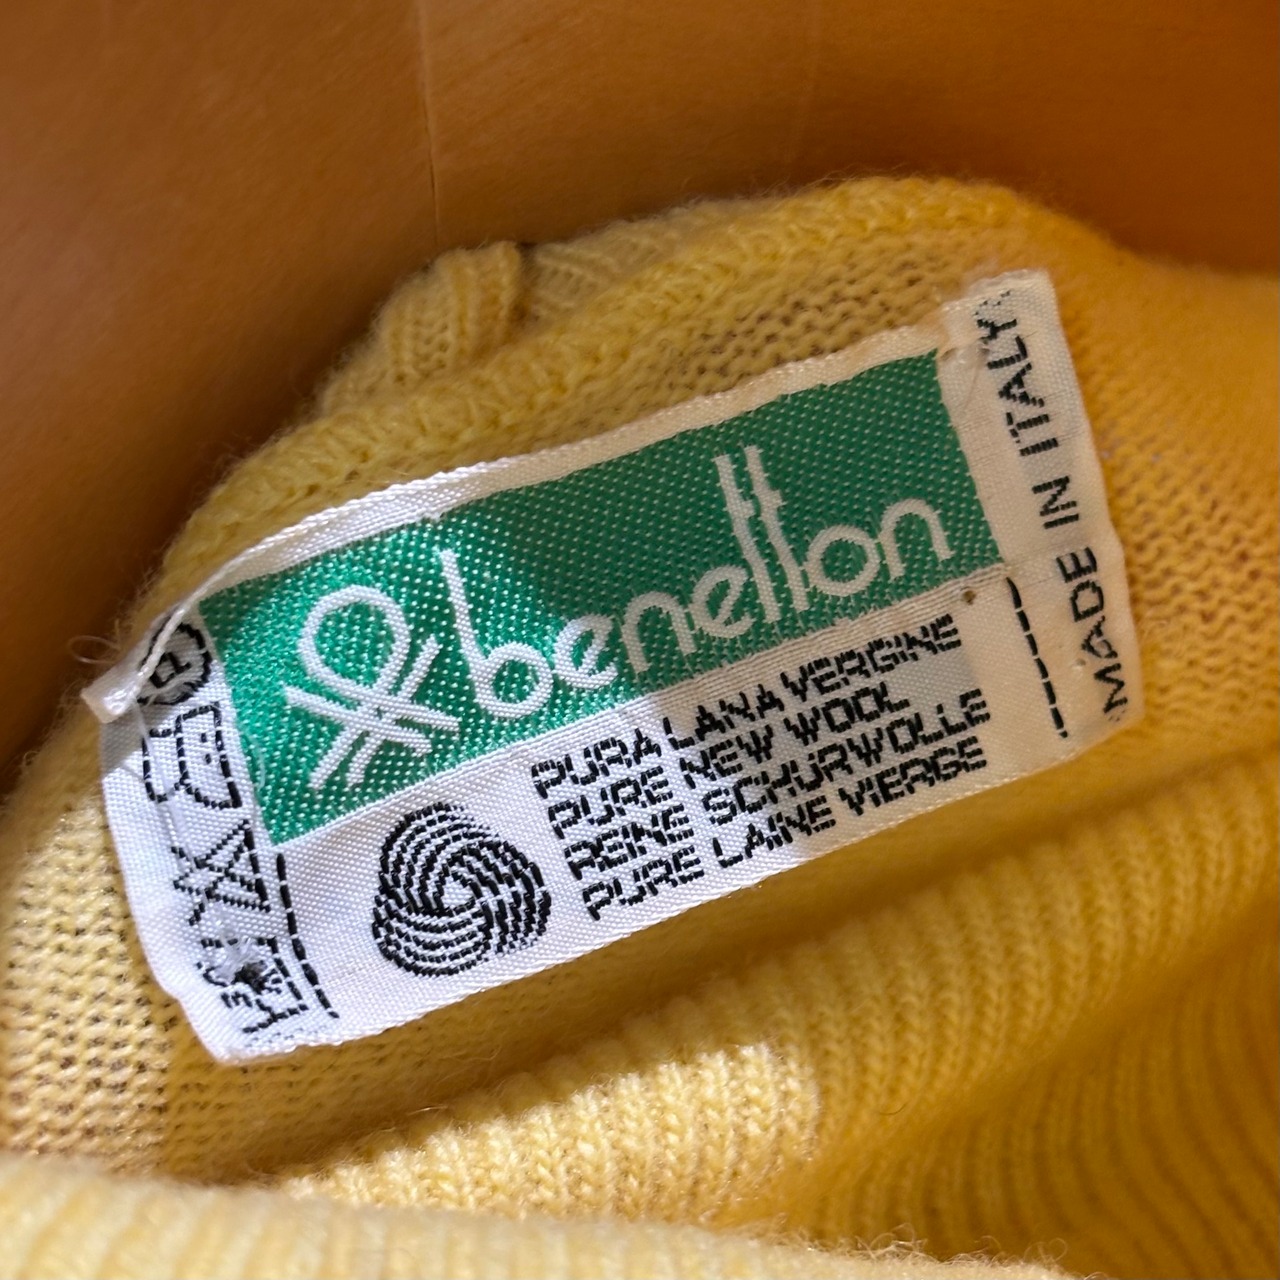 benetton
PURA LANA VERGINE
PURE NEW WOOL
REINE SCHURWOLLE
PURE LAINE VIERGE
MADE IN ITALY